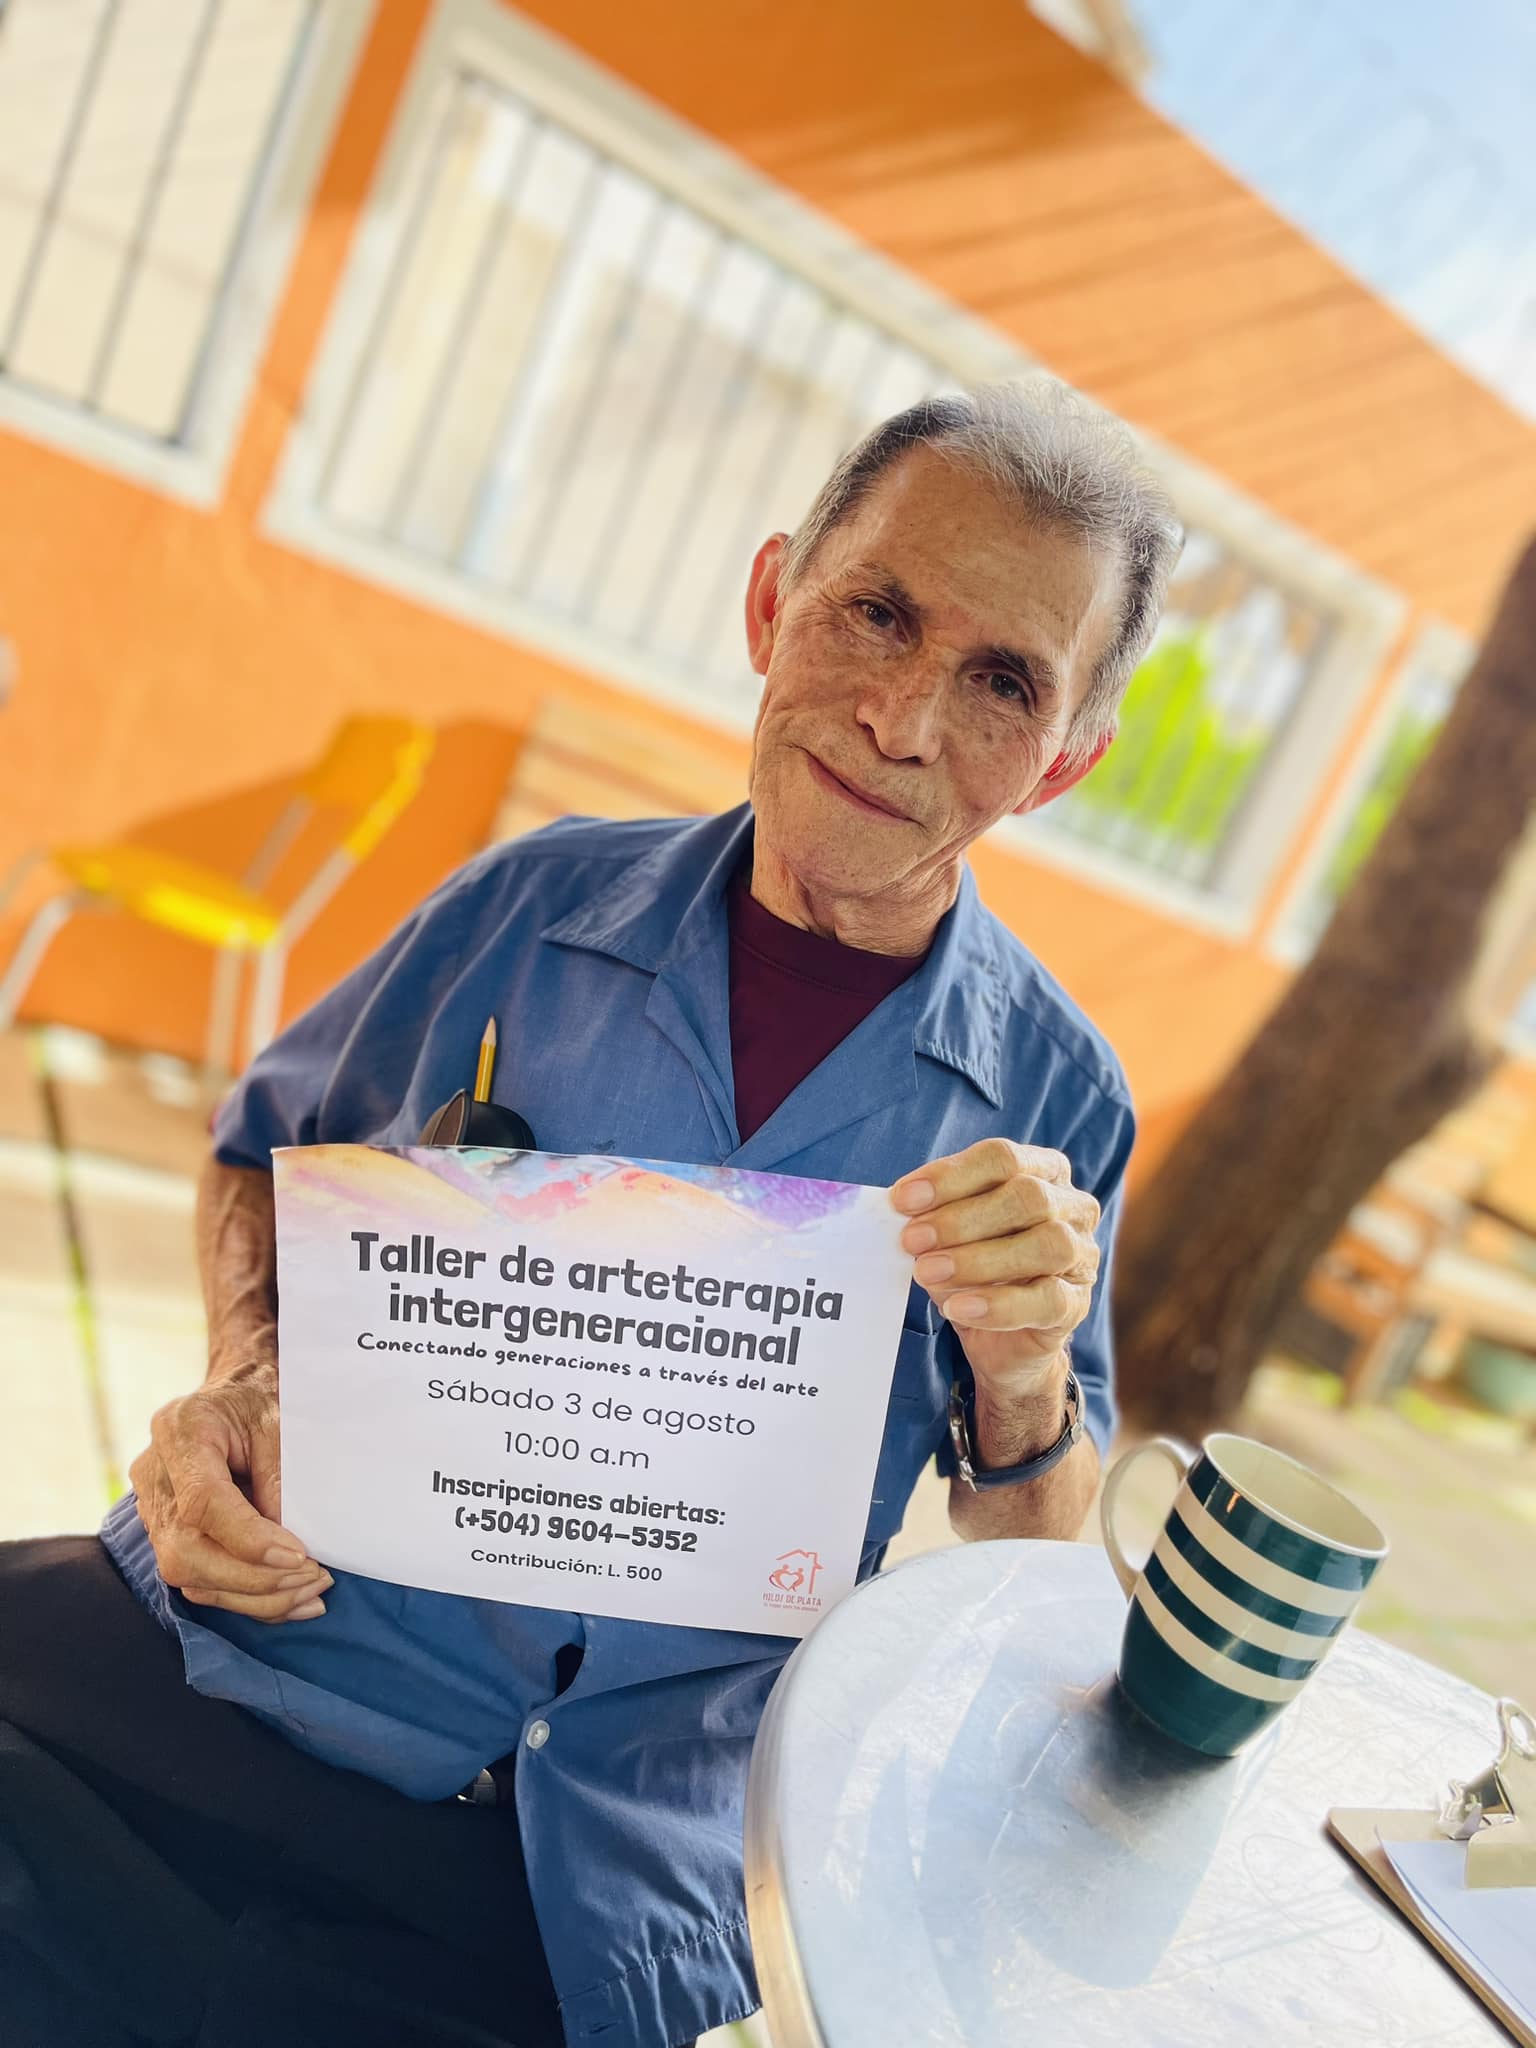 Taller de arteterapia
intergeneracional
Conectando generaciones a través del arte
Sábado 3 de agosto
10:00 a.m
Inscripciones abiertas:
(+504) 9604-5352
Contribución: L. 500
HILOS DE PLATA